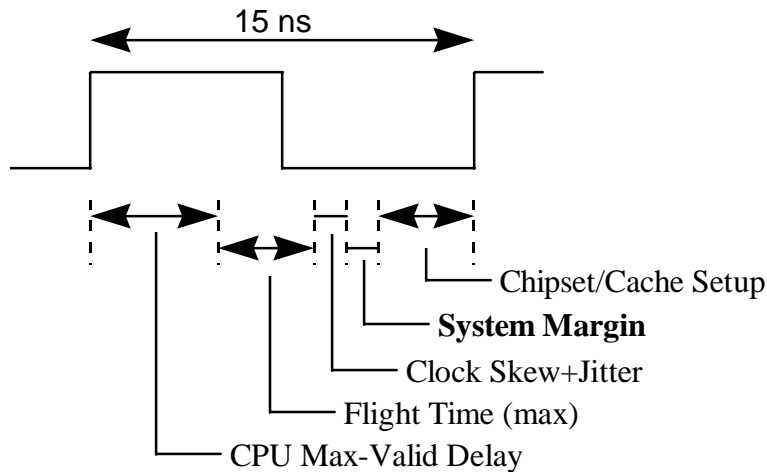 15 ns
Chipset/Cache Setup
System Margin
Clock Skew+Jitter
Flight Time (max)
CPU Max-Valid Delay